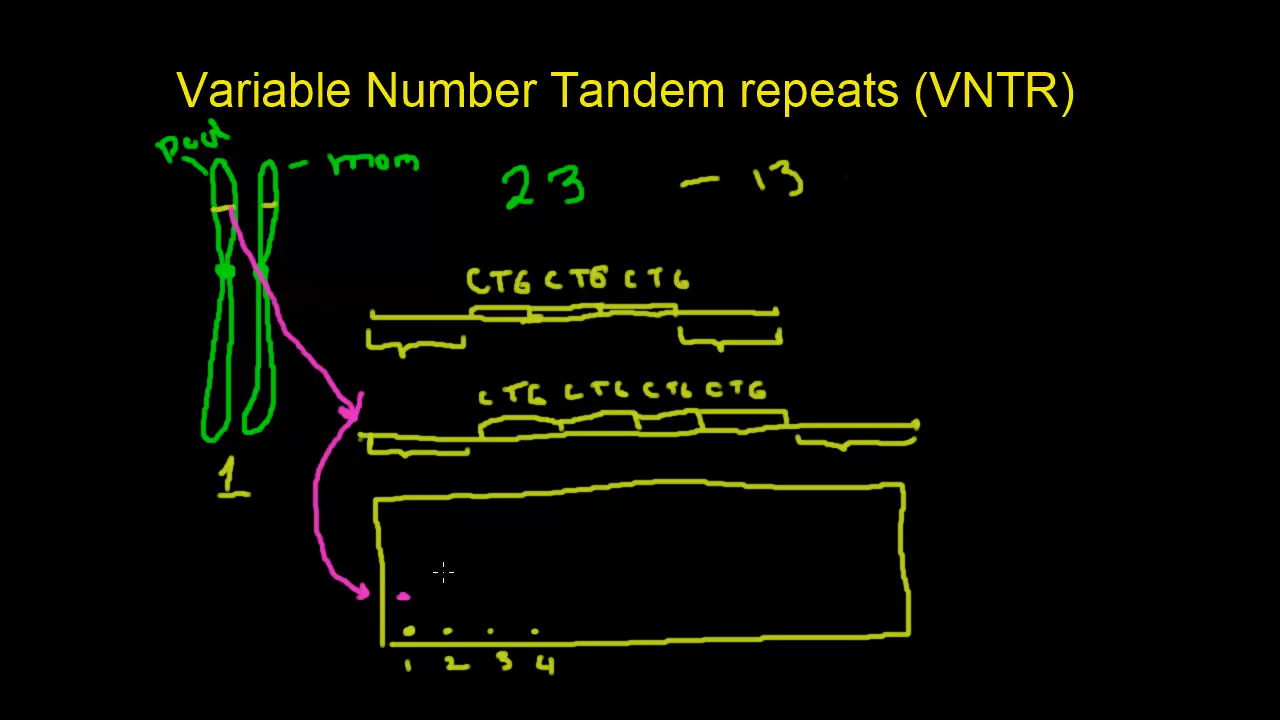 Variable Number Tandem repeats (VNTR)
mom
23 - 13
CTG CTG CTG
CTG CTG CTG CTG
1
1 2 3 4